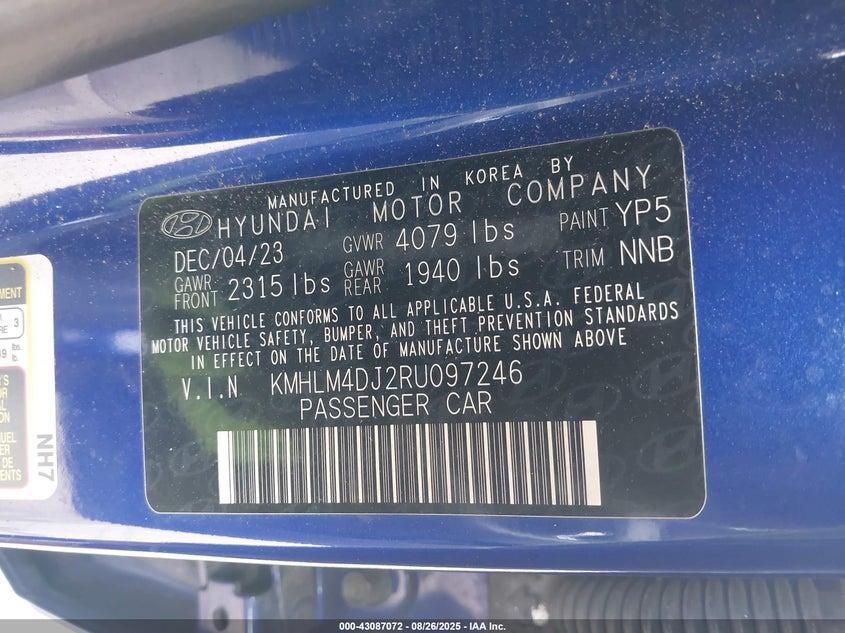 MANUFACTURED IN KOREA BY
HYUNDAI MOTOR COMPANY
DEC/04/23 GVWR 4079 lbs PAINT YP5
GAWR FRONT 2315 lbs GAWR REAR 1940 lbs TRIM NNB
THIS VEHICLE CONFORMS TO ALL APPLICABLE U.S.A. FEDERAL
MOTOR VEHICLE SAFETY, BUMPER, AND THEFT PREVENTION STANDARDS
IN EFFECT ON THE DATE OF MANUFACTURE SHOWN ABOVE
V.I.N KMHLM4DJ2RU097246
PASSENGER CAR
NH7
000-43087072 - 08/26/2025 - IAA Inc.